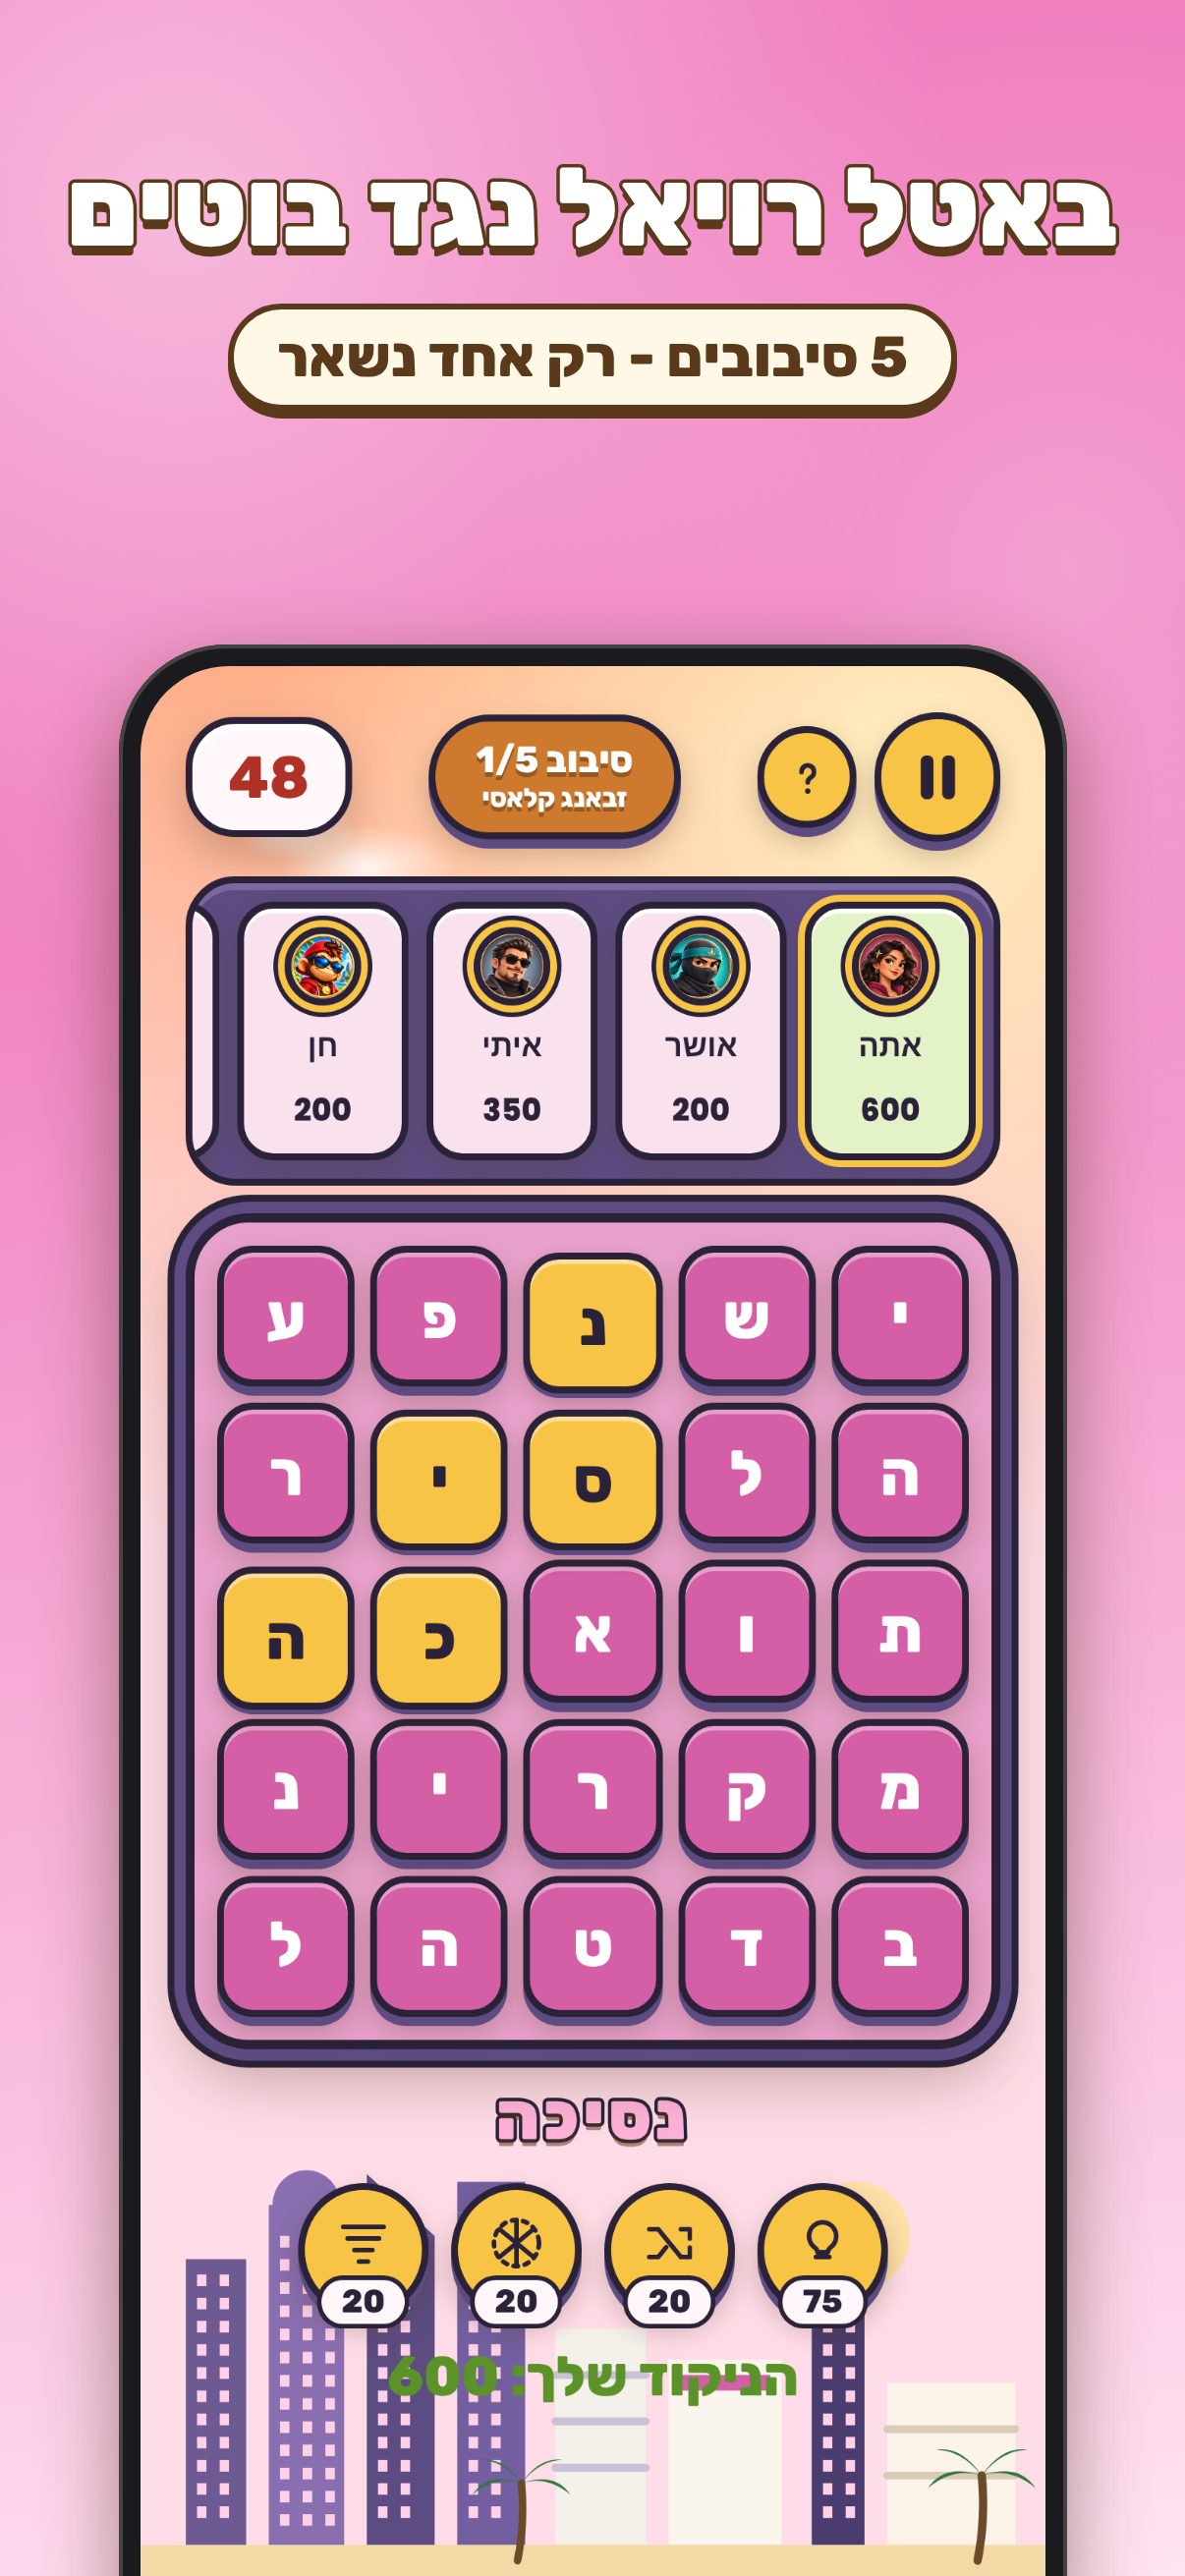 באטל רויאל נגד בוטים
5 סיבובים - רק אחד נשאר
? סיבוב 1/5 48
זבאנג קלאסי
אתה אושר איתי חן
600 200 350 200
י ש נ פ ע
ה ל ס י ר
ת ו א כ ה
מ ק ר י נ
ב ד ט ה ל
נסיכה
75 20 20 20
הניקוד שלך: 600